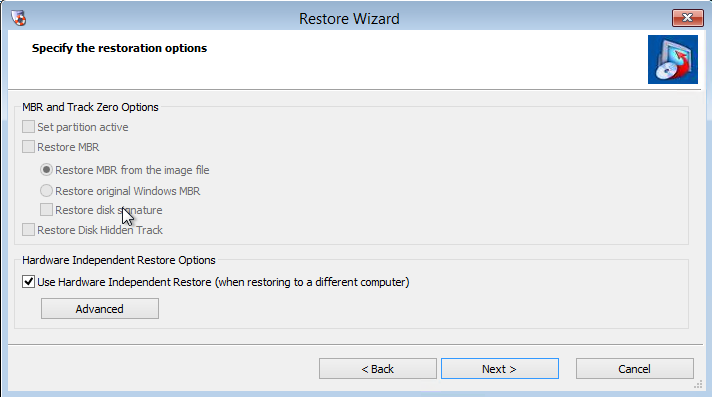 Restore Wizard
Specify the restoration options
MBR and Track Zero Options
Set partition active
Restore MBR
Restore MBR from the image file
Restore original Windows MBR
Restore disk signature
Restore Disk Hidden Track
Hardware Independent Restore Options
Use Hardware Independent Restore (when restoring to a different computer)
Advanced
< Back
Next >
Cancel